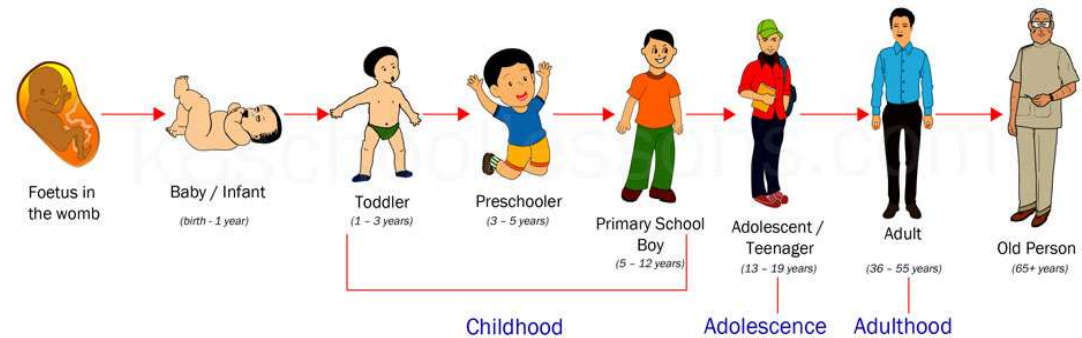 Foetus in
the womb
Baby / Infant
(birth - 1 year)
Toddler
(1 – 3 years)
Preschooler
(3 – 5 years)
Primary School
Boy
(5 – 12 years)
Adolescent /
Teenager
(13 – 19 years)
Adult
(36 – 55 years)
Old Person
(65+ years)
Childhood
Adolescence
Adulthood